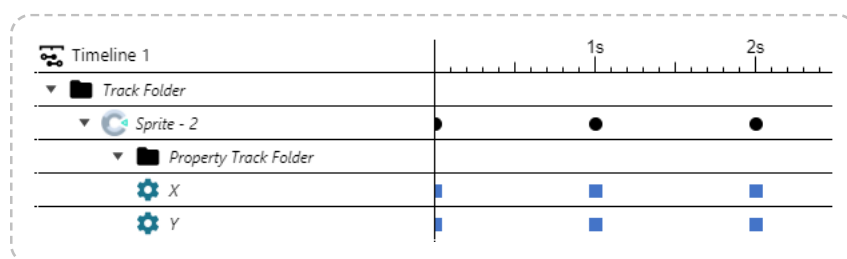 Timeline 1 1s 2s
Track Folder
Sprite - 2
Property Track Folder
X
Y